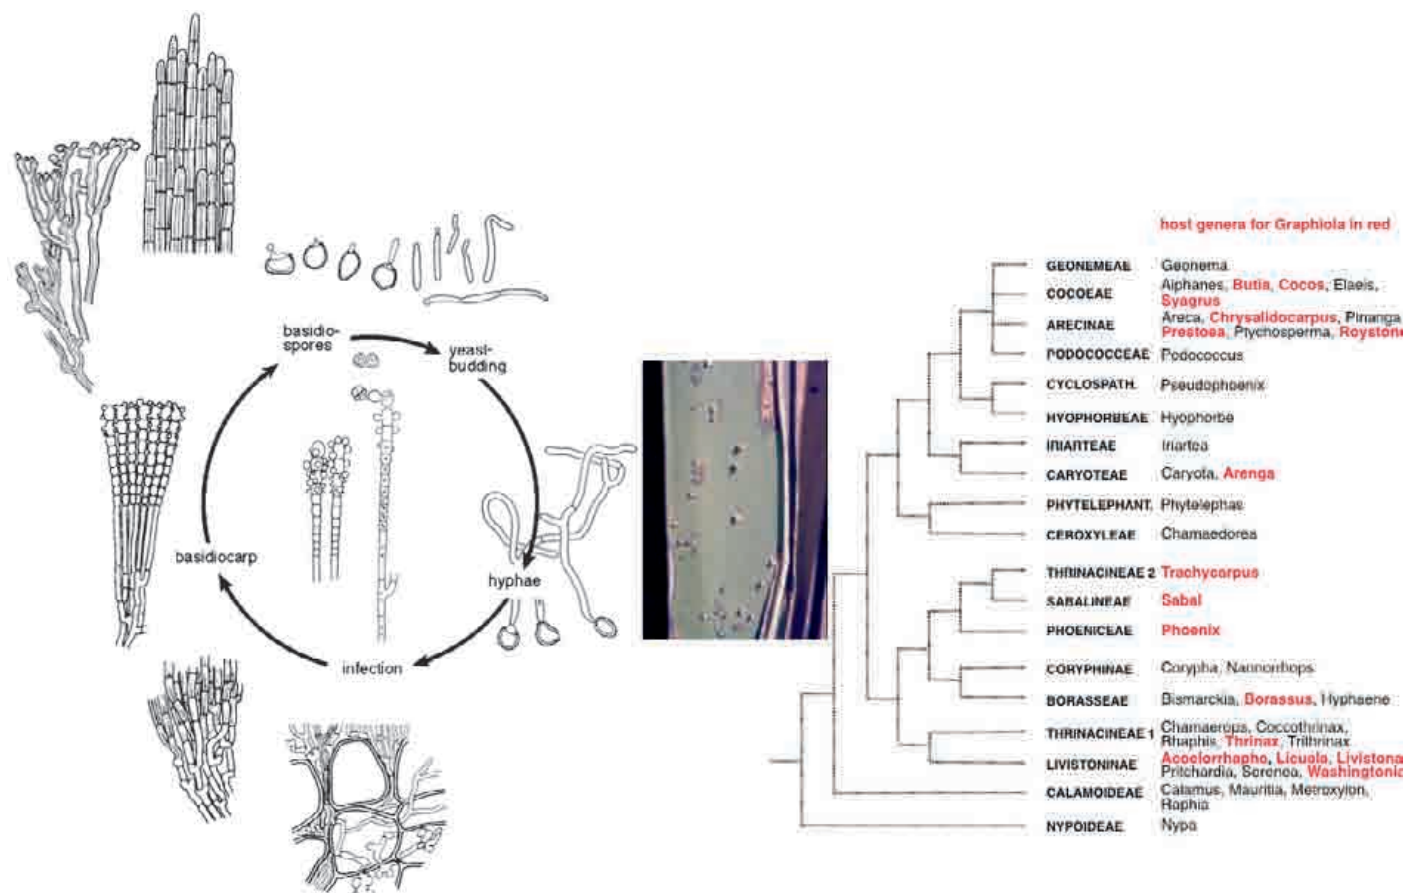 basidio-
spores
yeast-
budding
hyphae
infection
basidiocarp
host genera for Graphiola in red
GEONEMEAE Geonema
COCOEAE Aiphanes, Butia, Cocos, Elaeis,
Syagrus
ARECINAE Areca, Chrysalidocarpus, Pinanga
Prestoea, Ptychosperma, Roystone
PODOCOCCEAE Podococcus
CYCLOSPATH. Pseudophoenix
HYOPHORBEAE Hyophorbe
IRIARTEAE Iriartea
CARYOTEAE Caryota, Arenga
PHYTELEPHANT. Phytelephas
CEROXYLEAE Chamaedorea
THRINACINEAE 2 Trachycarpus
SABALINEAE Sabal
PHOENICEAE Phoenix
CORYPHINAE Corypha, Nannorrhops
BORASSEAE Bismarckia, Borassus, Hyphaene
THRINACINEAE 1 Chamaerops, Coccothrinax,
Rhaphis, Thrinax, Trithrinax
LIVISTONINAE Acoelorrhaphe, Licuala, Livistona
Pritchardia, Serenoa, Washingtonia
CALAMOIDEAE Calamus, Mauritia, Metroxylon,
Raphia
NYPOIDEAE Nypa